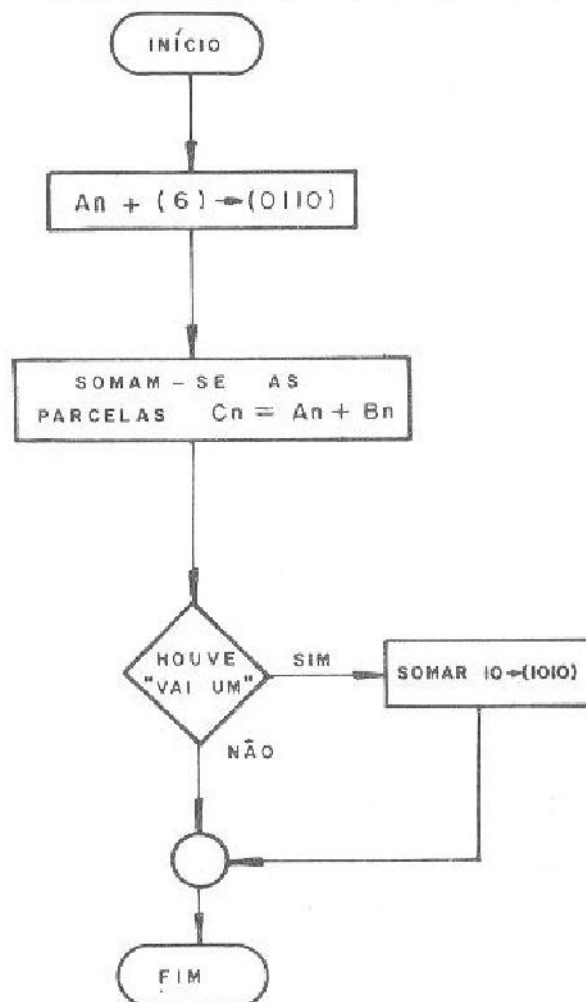 INÍCIO
An + (6) → (0110)
SOMAM-SE AS
PARCELAS Cn = An + Bn
HOUVE
"VAI UM"
SIM
SOMAR 10→(1010)
NÃO
FIM